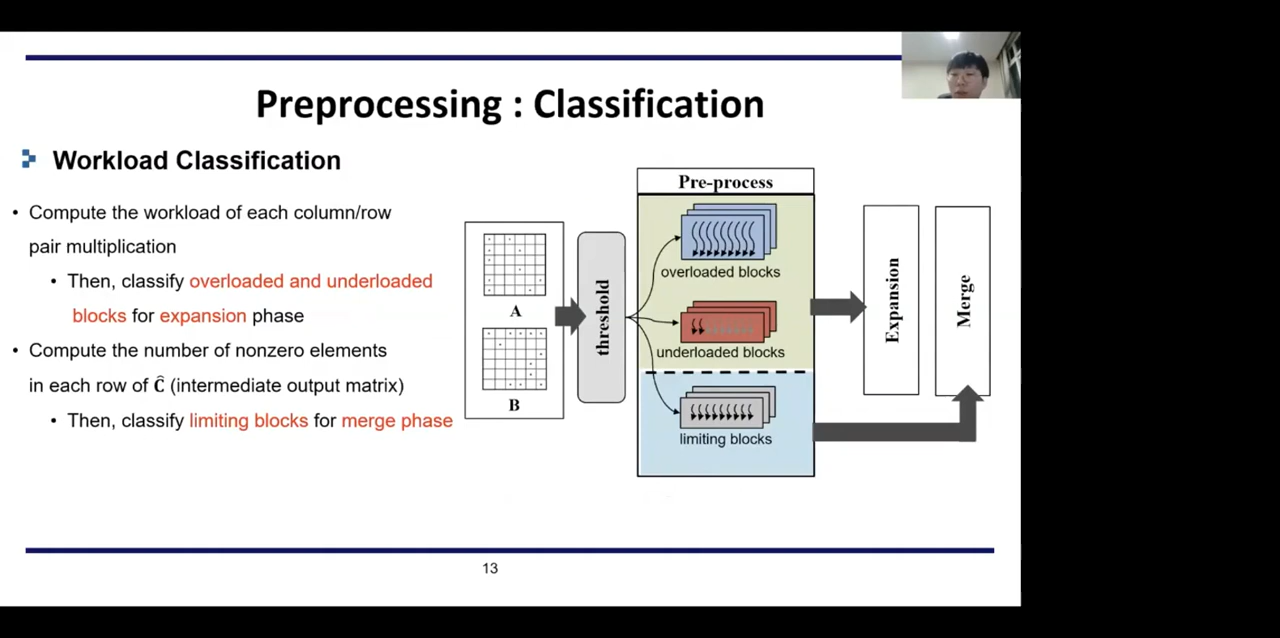 Preprocessing : Classification
Workload Classification
• Compute the workload of each column/row
pair multiplication
• Then, classify overloaded and underloaded
blocks for expansion phase
• Compute the number of nonzero elements
in each row of Ĉ (intermediate output matrix)
• Then, classify limiting blocks for merge phase
A
B
threshold
Pre-process
overloaded blocks
underloaded blocks
limiting blocks
Expansion
Merge
13